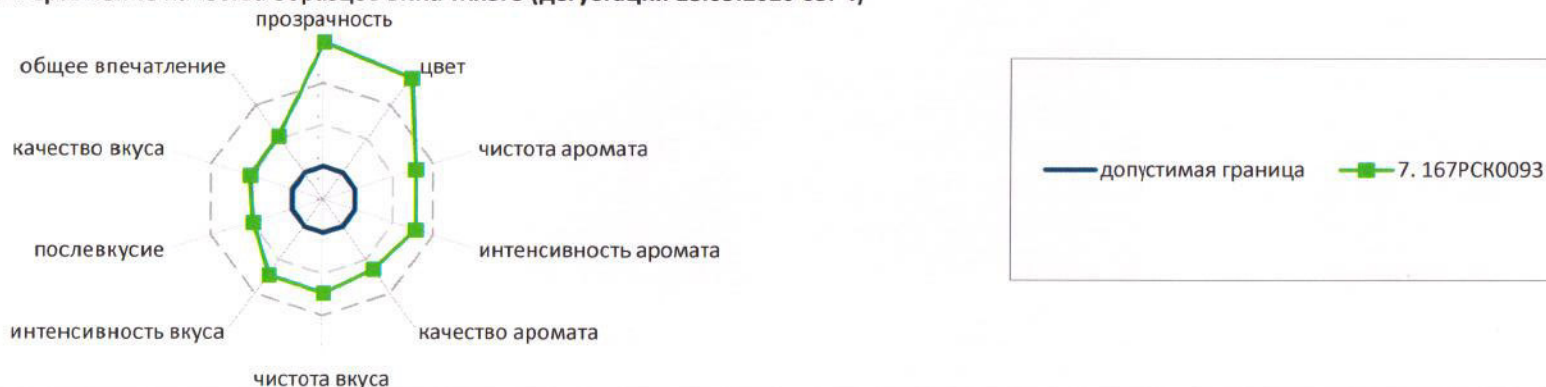 прозрачность
общее впечатление
цвет
качество вкуса
чистота аромата
послевкусие
интенсивность аромата
интенсивность вкуса
качество аромата
чистота вкуса
допустимая граница
7. 167РСК0093